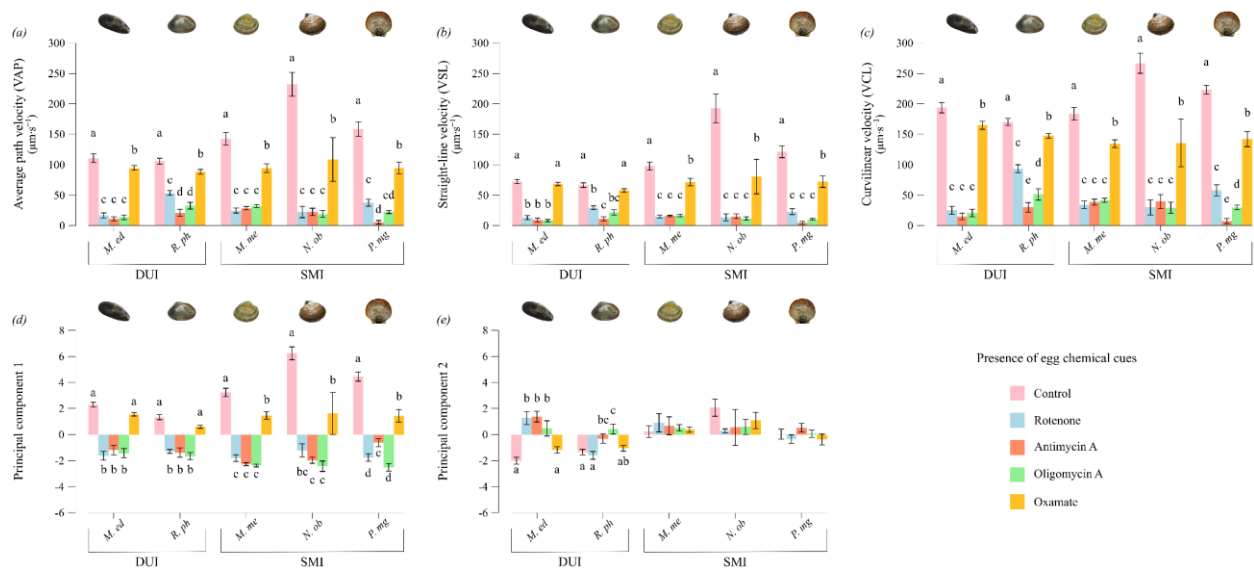 (a)
Average path velocity (VAP)
(µm·s⁻¹)
300
250
200
150
100
50
0
a
c c c
b
a
c
d
d
b
a
c c c
b
a
c c c
b
a
c
d
cd
b
M. ed
R. ph
M. me
N. ob
P. mg
DUI
SMI
(b)
Straight-line velocity (VSL)
(µm·s⁻¹)
300
250
200
150
100
50
0
a
b b b
a
a
b
c
bc
a
a
c c c
b
a
c c c
b
a
c c c
b
M. ed
R. ph
M. me
N. ob
P. mg
DUI
SMI
(c)
Curvilinear velocity (VCL)
(µm·s⁻¹)
300
250
200
150
100
50
0
a
c c c
b
a
c
e
d
b
a
c c c
b
a
c c c
b
a
c
e
d
b
M. ed
R. ph
M. me
N. ob
P. mg
DUI
SMI
(d)
Principal component 1
8
6
4
2
0
-2
-4
-6
a
b b b
a
a
b b b
a
a
c c c
b
a
bc
c c
b
a
d
c
d
b
M. ed
R. ph
M. me
N. ob
P. mg
DUI
SMI
(e)
Principal component 2
8
6
4
2
0
-2
-4
-6
a
b b b
a
a
a
bc
c
ab
M. ed
R. ph
M. me
N. ob
P. mg
DUI
SMI
Presence of egg chemical cues
Control
Rotenone
Antimycin A
Oligomycin A
Oxamate